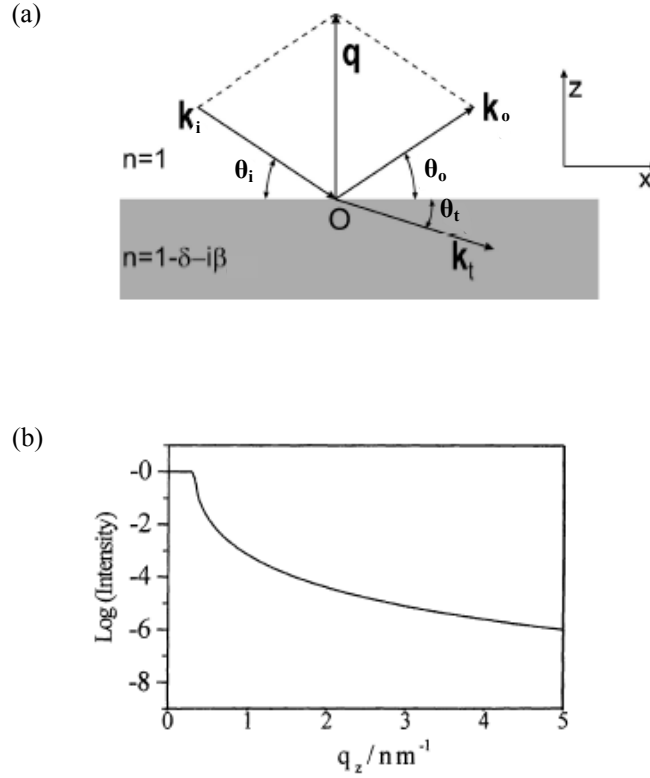 (a)
q
k_i
k_o
z
n=1
θ_i
θ_o
x
θ_t
O
n=1-δ-iβ
k_t
(b)
-0
-2
-4
-6
-8
Log (Intensity)
0 1 2 3 4 5
q_z / nm^-1